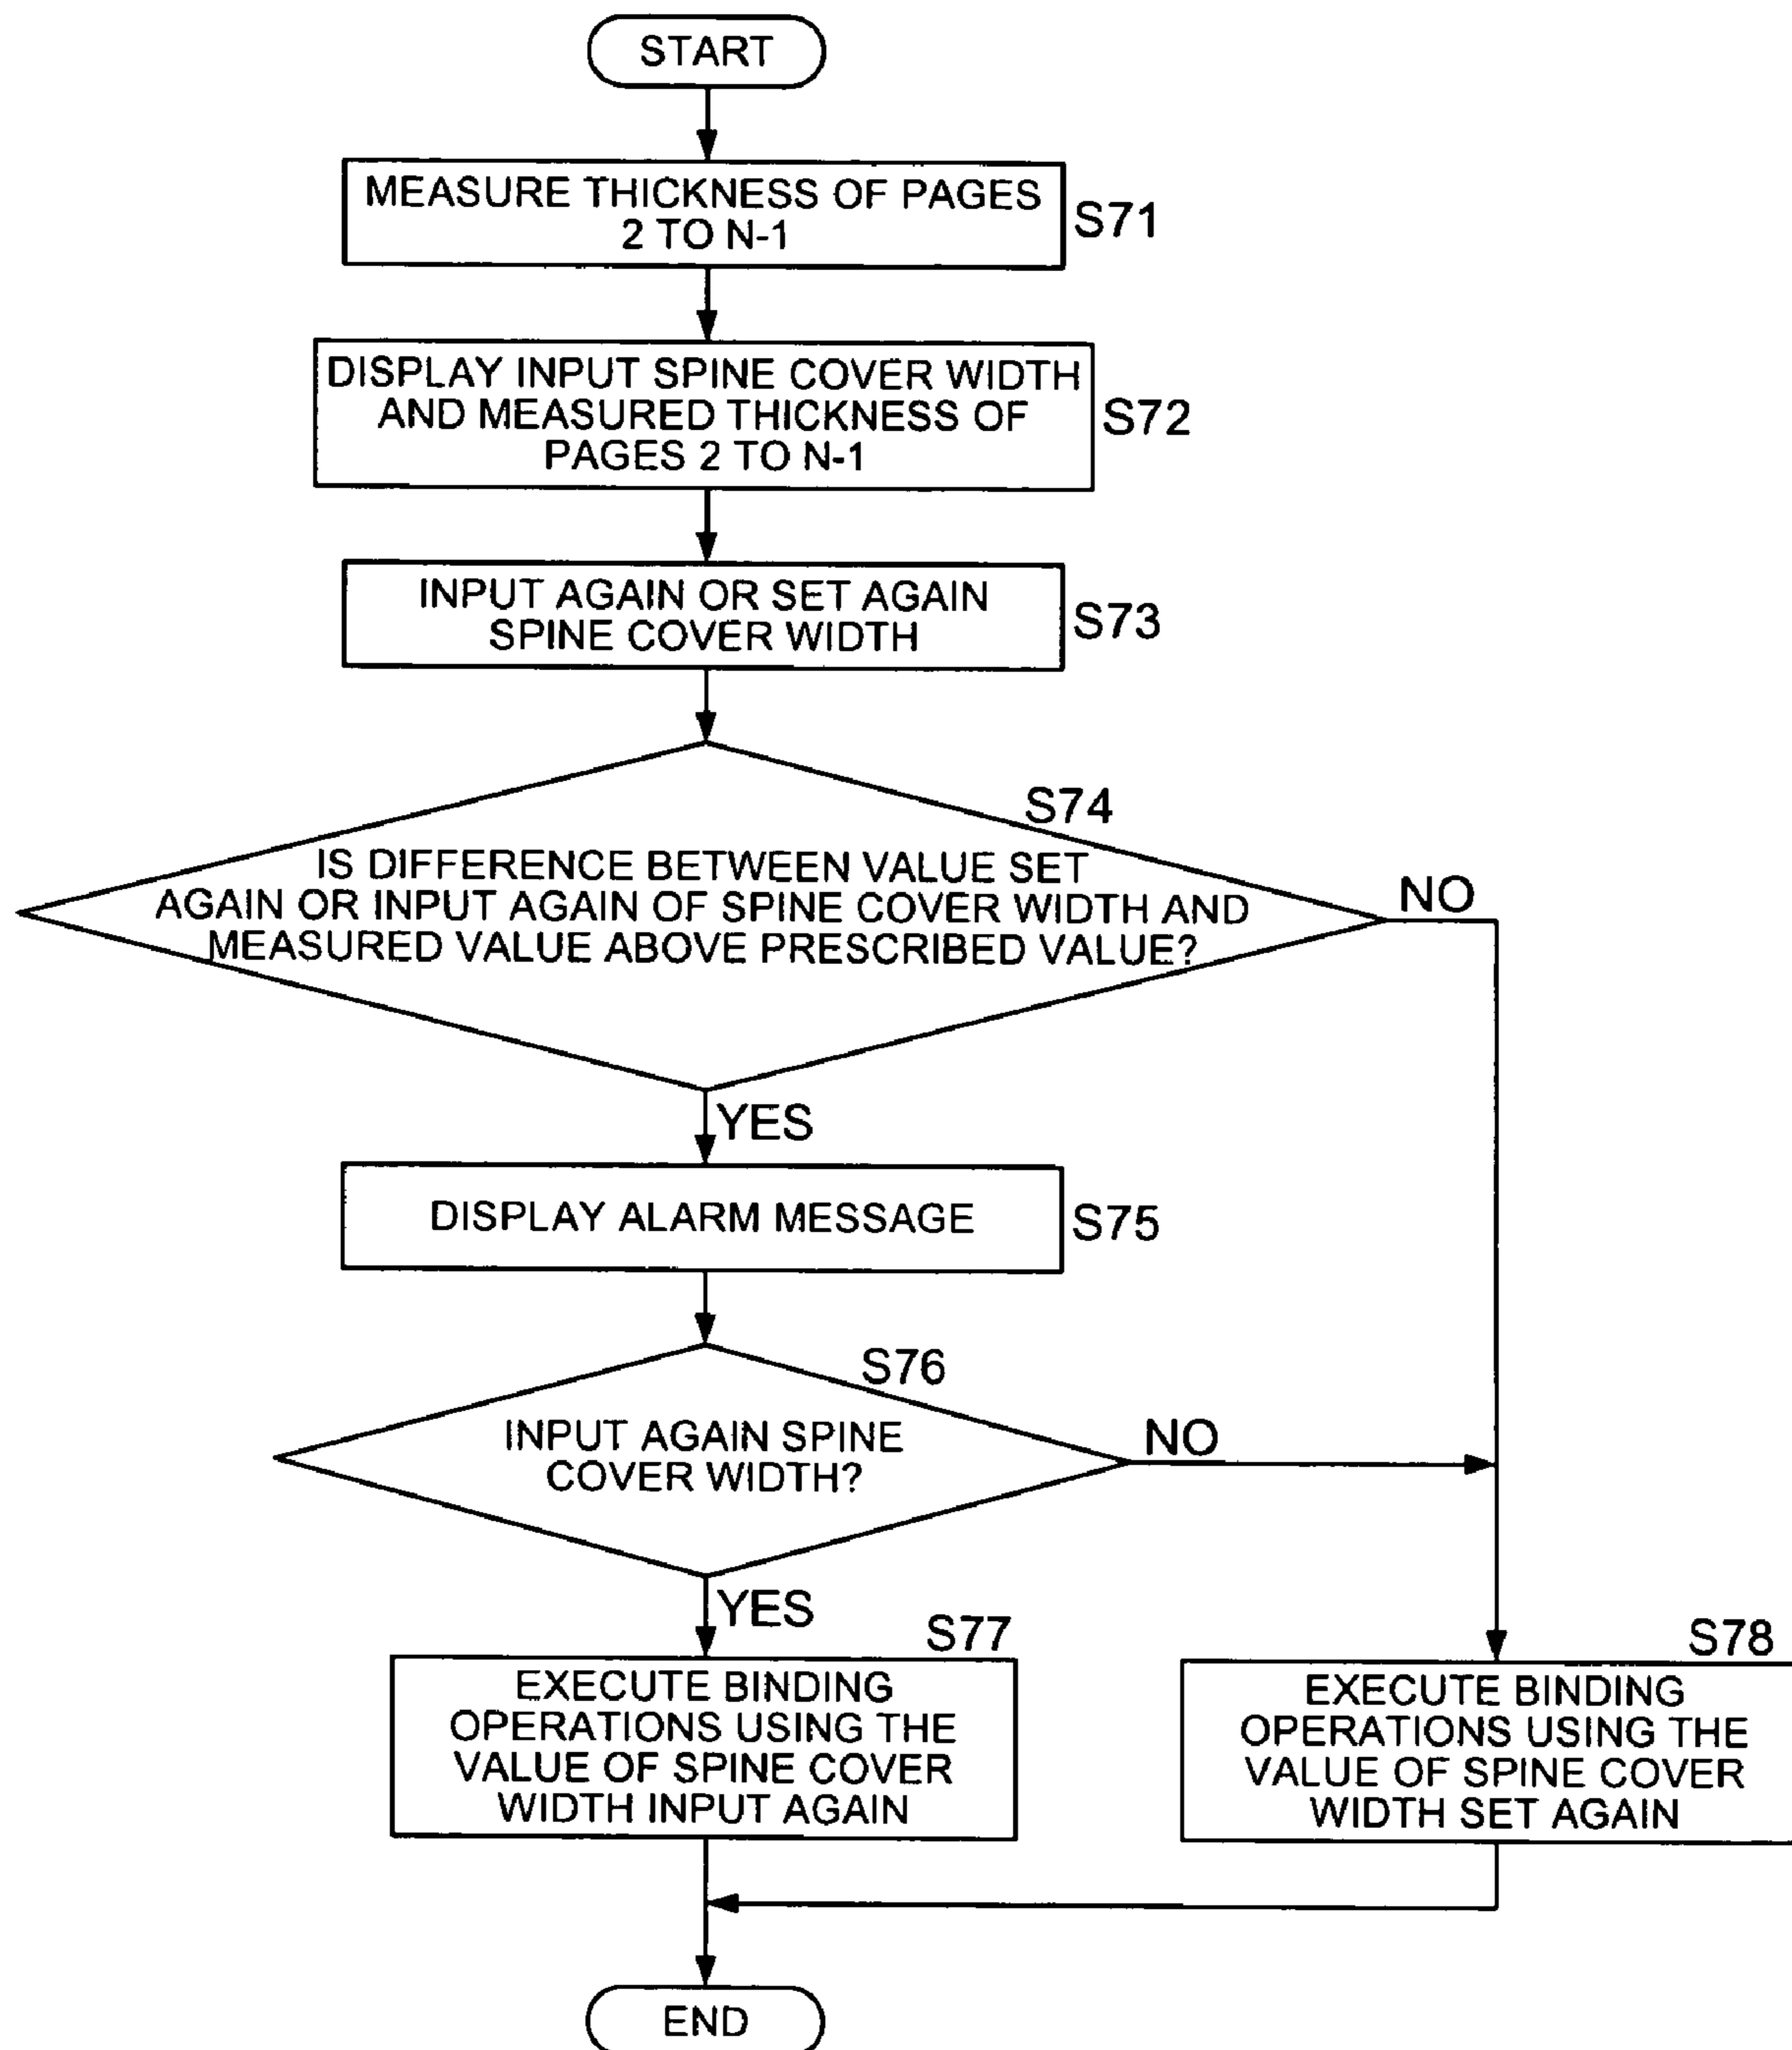 START
MEASURE THICKNESS OF PAGES
2 TO N-1
S71
DISPLAY INPUT SPINE COVER WIDTH
AND MEASURED THICKNESS OF
PAGES 2 TO N-1
S72
INPUT AGAIN OR SET AGAIN
SPINE COVER WIDTH
S73
S74
IS DIFFERENCE BETWEEN VALUE SET
AGAIN OR INPUT AGAIN OF SPINE COVER WIDTH AND
MEASURED VALUE ABOVE PRESCRIBED VALUE?
NO
YES
DISPLAY ALARM MESSAGE
S75
S76
INPUT AGAIN SPINE
COVER WIDTH?
NO
YES
S77
EXECUTE BINDING
OPERATIONS USING THE
VALUE OF SPINE COVER
WIDTH INPUT AGAIN
S78
EXECUTE BINDING
OPERATIONS USING THE
VALUE OF SPINE COVER
WIDTH SET AGAIN
END